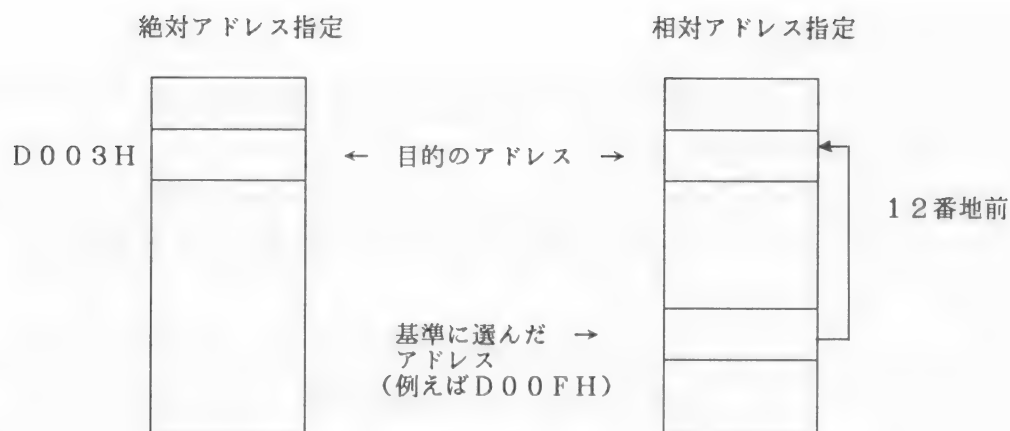 絶対アドレス指定
相対アドレス指定
D003H
← 目的のアドレス →
12番地前
基準に選んだ →
アドレス
(例えばD00FH)